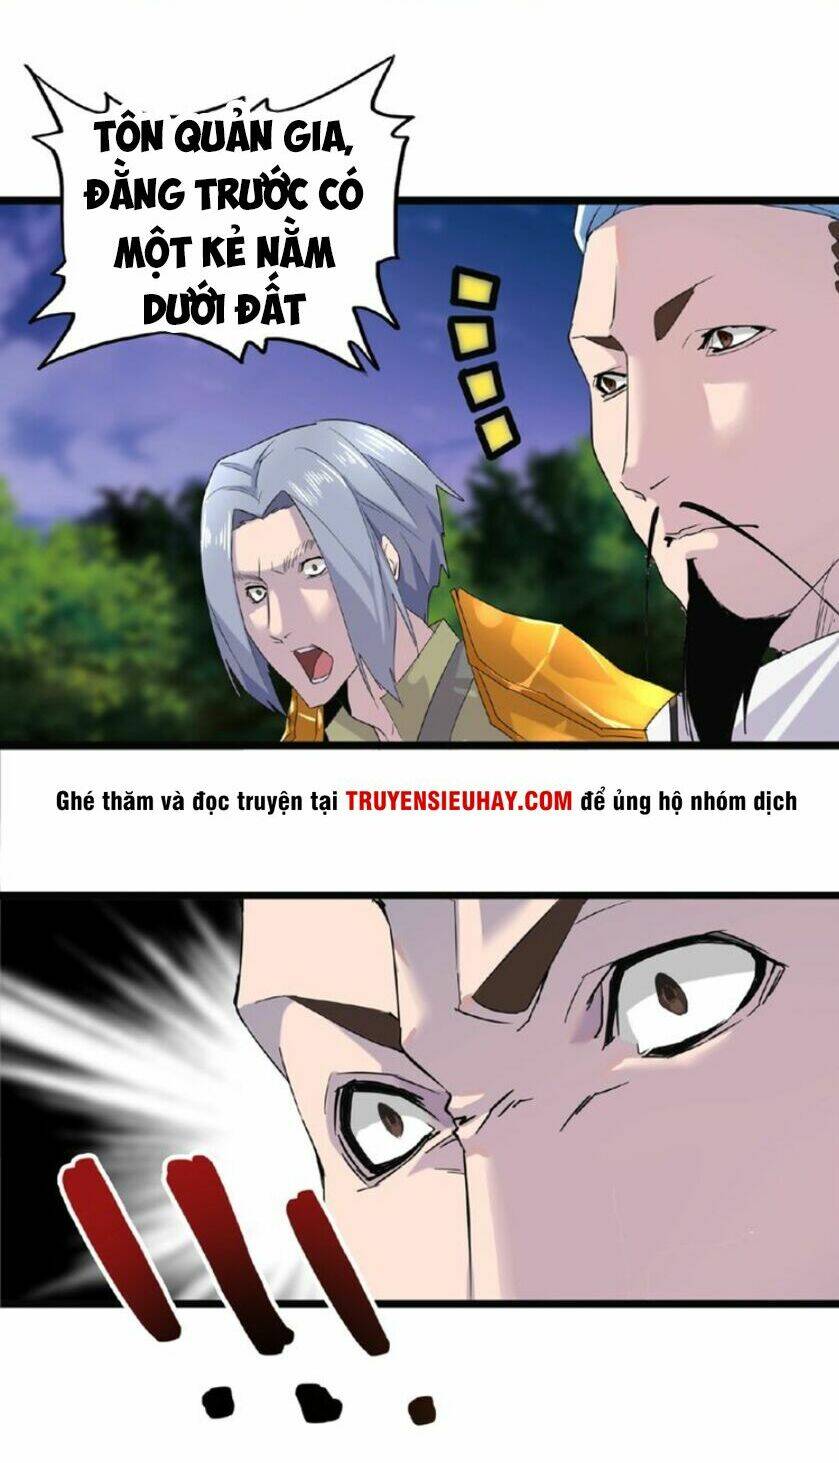 TÔN QUẢN GIA,
ĐẰNG TRƯỚC CÓ
MỘT KẺ NẰM
DƯỚI ĐẤT
Ghé thăm và đọc truyện tại TRUYENSIEUHAY.COM để ủng hộ nhóm dịch
!!!